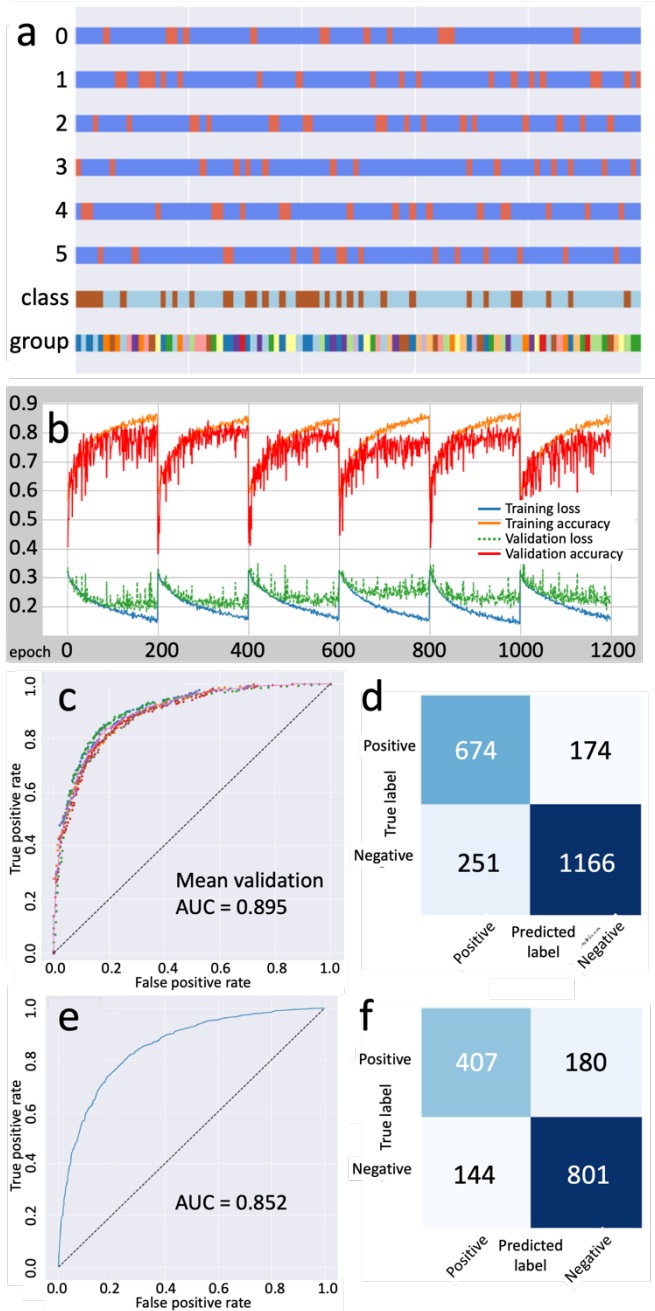 a
0
1
2
3
4
5
class
group
b
0.9
0.8
0.7
0.6
0.5
0.4
0.3
0.2
Training loss
Training accuracy
Validation loss
Validation accuracy
epoch 0 200 400 600 800 1000 1200
c
True positive rate
1.0
0.8
0.6
0.4
0.2
0.0
Mean validation
AUC = 0.895
0.0 0.2 0.4 0.6 0.8 1.0
False positive rate
d
True label
Positive 674 174
Negative 251 1166
Positive Negative
Predicted
label
e
True positive rate
1.0
0.8
0.6
0.4
0.2
0.0
AUC = 0.852
0.0 0.2 0.4 0.6 0.8 1.0
False positive rate
f
True label
Positive 407 180
Negative 144 801
Positive Negative
Predicted
label